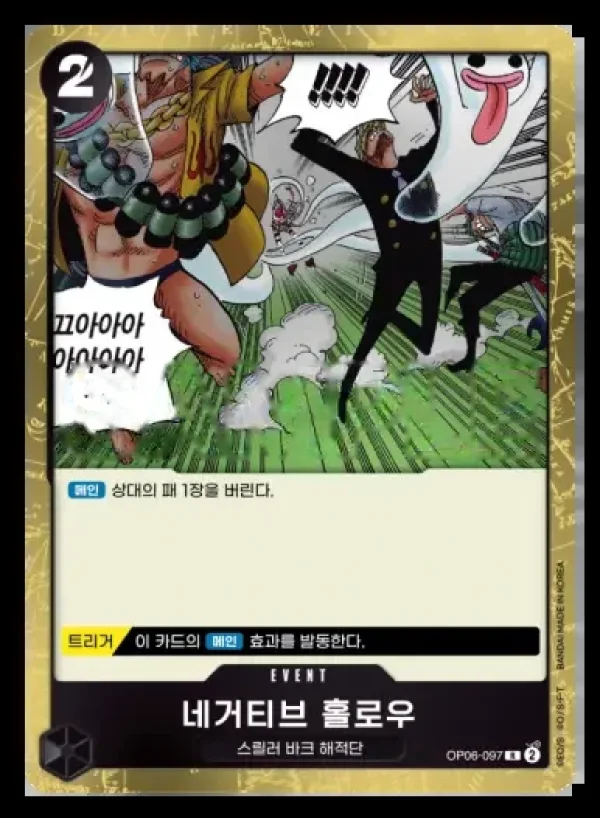 2
!!!!
끄아아아
아아아아
메인 상대의 패 1장을 버린다.
트리거 이 카드의 메인 효과를 발동한다.
EVENT
네거티브 홀로우
스릴러 바크 해적단
OP06-097 R 2
©E.O/S ©O/S·F·T BANDAI MADE IN KOREA